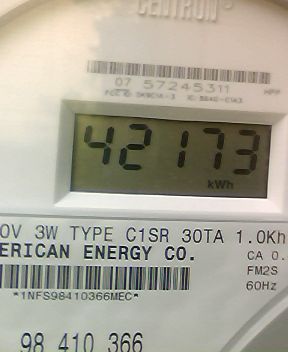 CENTRON
07 57245311
42173
kWh
0V 3W TYPE C1SR 30TA 1.0Kh
ERICAN ENERGY CO. CA 0.
FM2S
*1NFS98410366MEC* 60Hz
98 410 366